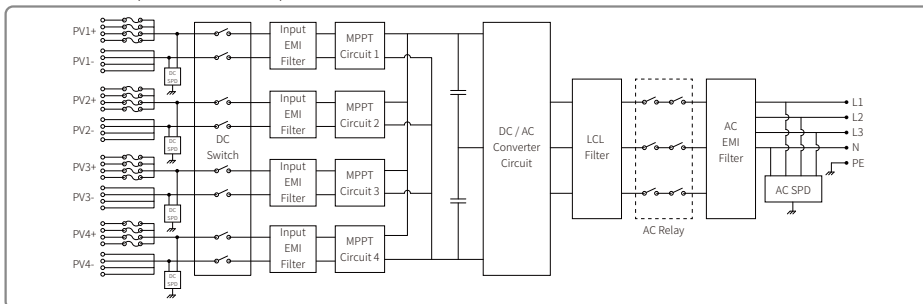 PV1+
PV1-
DC
SPD
Input
EMI
Filter
MPPT
Circuit 1
PV2+
PV2-
DC
SPD
Input
EMI
Filter
MPPT
Circuit 2
PV3+
PV3-
DC
SPD
Input
EMI
Filter
MPPT
Circuit 3
PV4+
PV4-
DC
SPD
Input
EMI
Filter
MPPT
Circuit 4
DC
Switch
DC / AC
Converter
Circuit
LCL
Filter
AC Relay
AC
EMI
Filter
L1
L2
L3
N
PE
AC SPD